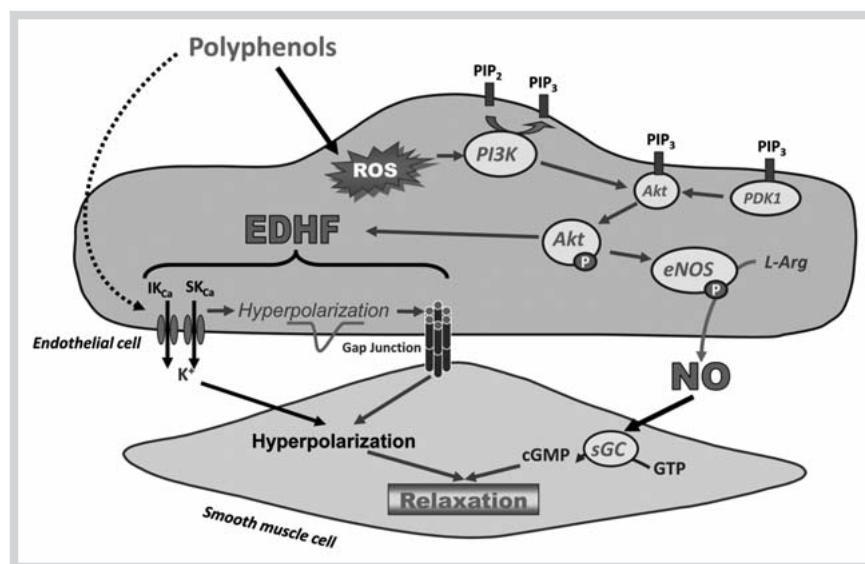 Polyphenols
PIP2
PIP3
ROS
PI3K
PIP3
PIP3
Akt
PDK1
EDHF
Akt
P
eNOS
L-Arg
P
IKCa
SKCa
Hyperpolarization
Endothelial cell
Gap Junction
K+
NO
Hyperpolarization
cGMP
sGC
GTP
Relaxation
Smooth muscle cell